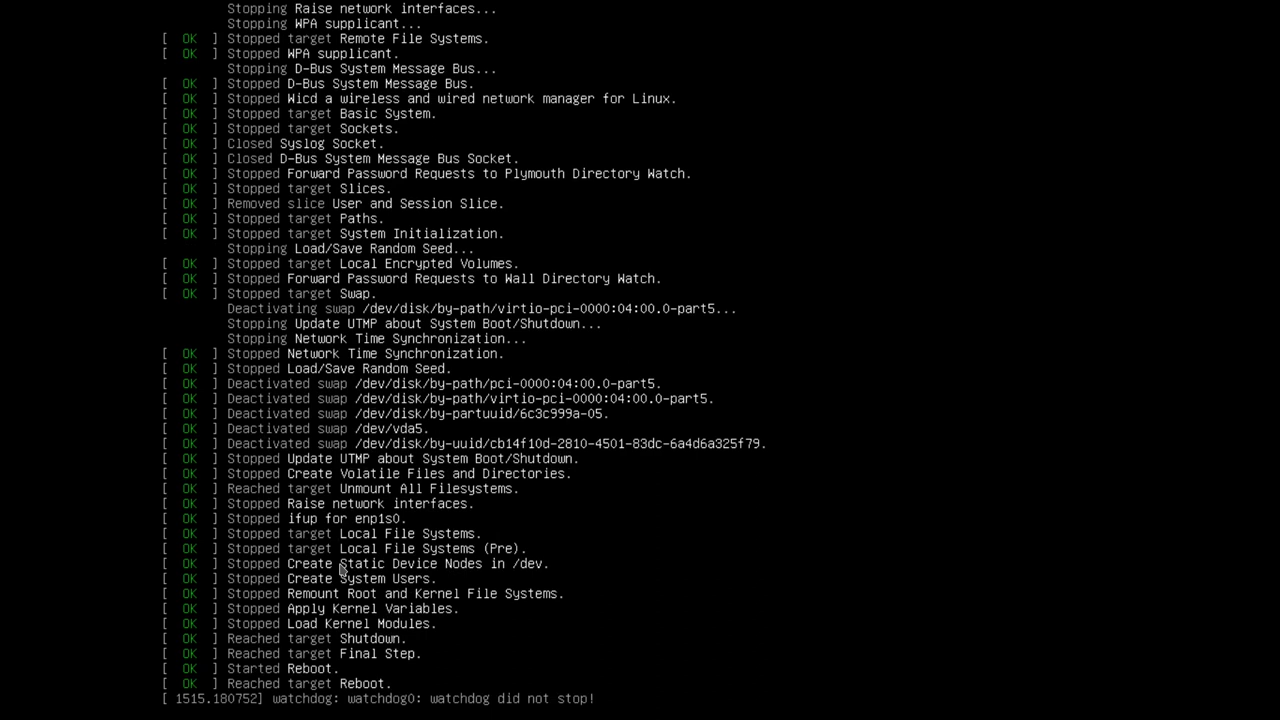 Stopping Raise network interfaces...
Stopping WPA supplicant...
[  OK  ] Stopped target Remote File Systems.
[  OK  ] Stopped WPA supplicant.
Stopping D-Bus System Message Bus...
[  OK  ] Stopped D-Bus System Message Bus.
[  OK  ] Stopped Wicd a wireless and wired network manager for Linux.
[  OK  ] Stopped target Basic System.
[  OK  ] Stopped target Sockets.
[  OK  ] Closed Syslog Socket.
[  OK  ] Closed D-Bus System Message Bus Socket.
[  OK  ] Stopped Forward Password Requests to Plymouth Directory Watch.
[  OK  ] Stopped target Slices.
[  OK  ] Removed slice User and Session Slice.
[  OK  ] Stopped target Paths.
[  OK  ] Stopped target System Initialization.
Stopping Load/Save Random Seed...
[  OK  ] Stopped target Local Encrypted Volumes.
[  OK  ] Stopped Forward Password Requests to Wall Directory Watch.
[  OK  ] Stopped target Swap.
Deactivating swap /dev/disk/by-path/virtio-pci-0000:04:00.0-part5...
Stopping Update UTMP about System Boot/Shutdown...
Stopping Network Time Synchronization...
[  OK  ] Stopped Network Time Synchronization.
[  OK  ] Stopped Load/Save Random Seed.
[  OK  ] Deactivated swap /dev/disk/by-path/pci-0000:04:00.0-part5.
[  OK  ] Deactivated swap /dev/disk/by-path/virtio-pci-0000:04:00.0-part5.
[  OK  ] Deactivated swap /dev/disk/by-partuuid/6c3c999a-05.
[  OK  ] Deactivated swap /dev/vda5.
[  OK  ] Deactivated swap /dev/disk/by-uuid/cb14f10d-2810-4501-83dc-6a4d6a325f79.
[  OK  ] Stopped Update UTMP about System Boot/Shutdown.
[  OK  ] Stopped Create Volatile Files and Directories.
[  OK  ] Reached target Unmount All Filesystems.
[  OK  ] Stopped Raise network interfaces.
[  OK  ] Stopped ifup for enp1s0.
[  OK  ] Stopped target Local File Systems.
[  OK  ] Stopped target Local File Systems (Pre).
[  OK  ] Stopped Create Static Device Nodes in /dev.
[  OK  ] Stopped Create System Users.
[  OK  ] Stopped Remount Root and Kernel File Systems.
[  OK  ] Stopped Apply Kernel Variables.
[  OK  ] Stopped Load Kernel Modules.
[  OK  ] Reached target Shutdown.
[  OK  ] Reached target Final Step.
[  OK  ] Started Reboot.
[  OK  ] Reached target Reboot.
[ 1515.180752] watchdog: watchdog0: watchdog did not stop!